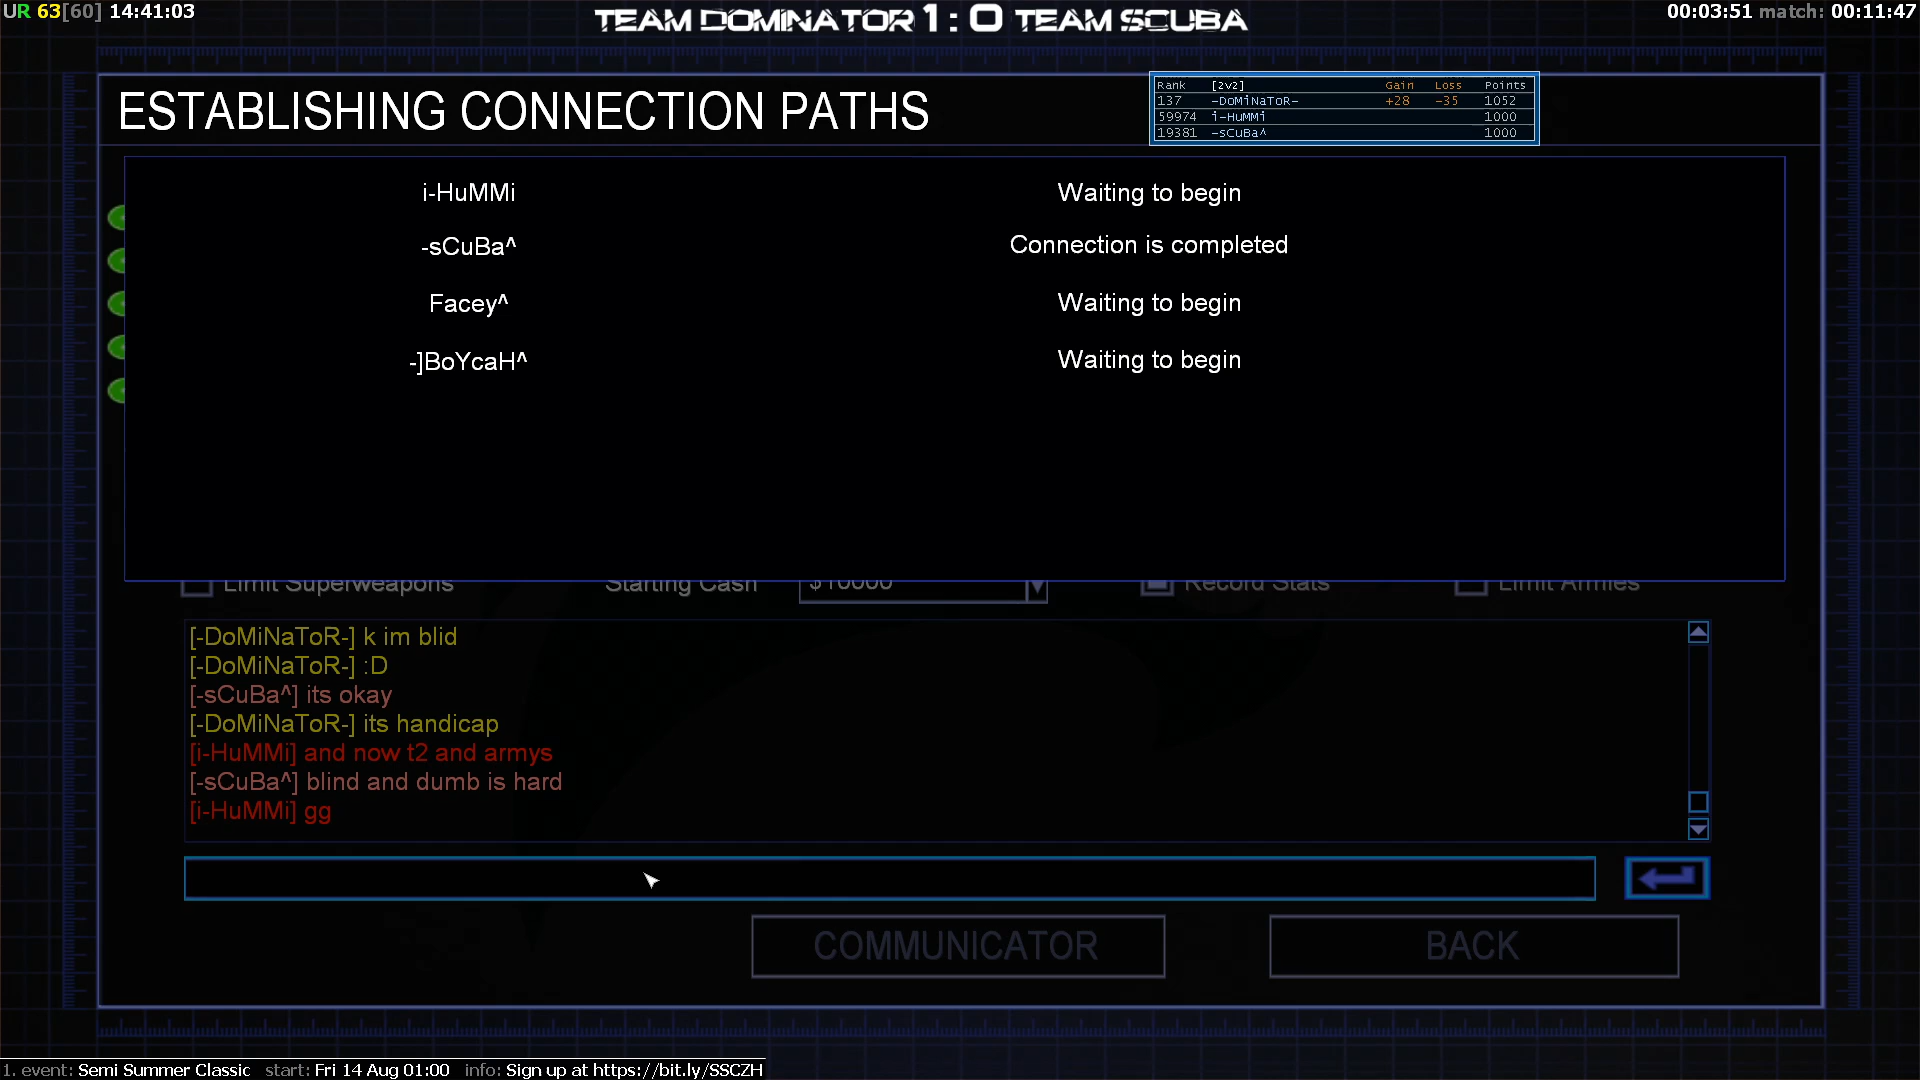 UR 63[60] 14:41:03
TEAM DOMINATOR 1 : 0 TEAM SCUBA
00:03:51 match: 00:11:47
ESTABLISHING CONNECTION PATHS
Rank [2v2] Gain Loss Points
137 -DoMiNaToR- +28 -35 1052
59974 i-HuMMi 1000
19381 -sCuBa^ 1000
i-HuMMi Waiting to begin
-sCuBa^ Connection is completed
Facey^ Waiting to begin
-]BoYcaH^ Waiting to begin
Limit Superweapons Starting Cash $10000 Record Stats Limit Armies
[-DoMiNaToR-] k im blid
[-DoMiNaToR-] :D
[-sCuBa^] its okay
[-DoMiNaToR-] its handicap
[i-HuMMi] and now t2 and armys
[-sCuBa^] blind and dumb is hard
[i-HuMMi] gg
COMMUNICATOR BACK
1. event: Semi Summer Classic start: Fri 14 Aug 01:00 info: Sign up at https://bit.ly/SSCZH